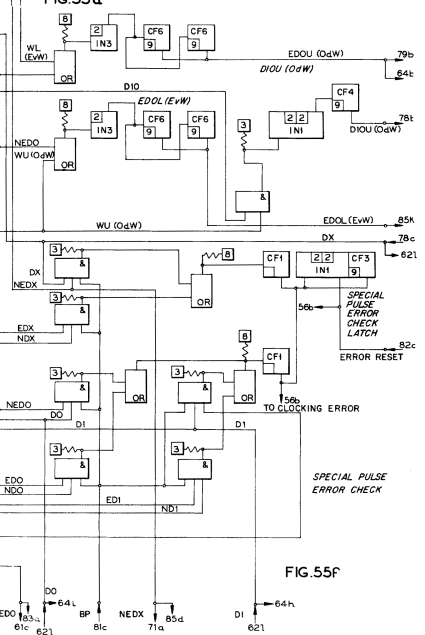 FIG.55d
8
WL
(EvW)
2
IN3
CF6
9
CF6
9
OR
EDOU (OdW)
79b
DIOU (OdW)
64t
D10
8
EDOL (EvW)
2
IN3
CF6
9
CF6
9
CF4
9
3
2 2
IN1
78t
DIOU (OdW)
NEDO
WU (OdW)
OR
&
WU (OdW)
EDOL (EvW)
85k
DX
78c
62l
3
8
CF1
2 2
IN1
CF3
9
DX
&
NEDX
3
OR
56b
SPECIAL
PULSE
ERROR
CHECK
LATCH
&
EDX
NDX
8
82c
ERROR RESET
CF1
3
3
&
OR
&
OR
56b
TO CLOCKING ERROR
NEDO
DO
D1
D1
3
3
&
&
EDO
NDO
ED1
ND1
SPECIAL PULSE
ERROR CHECK
FIG.55f
DO
64i
BP
NEDX
85d
D1
64h
EDO
83a
61c
62l
81c
71a
62l